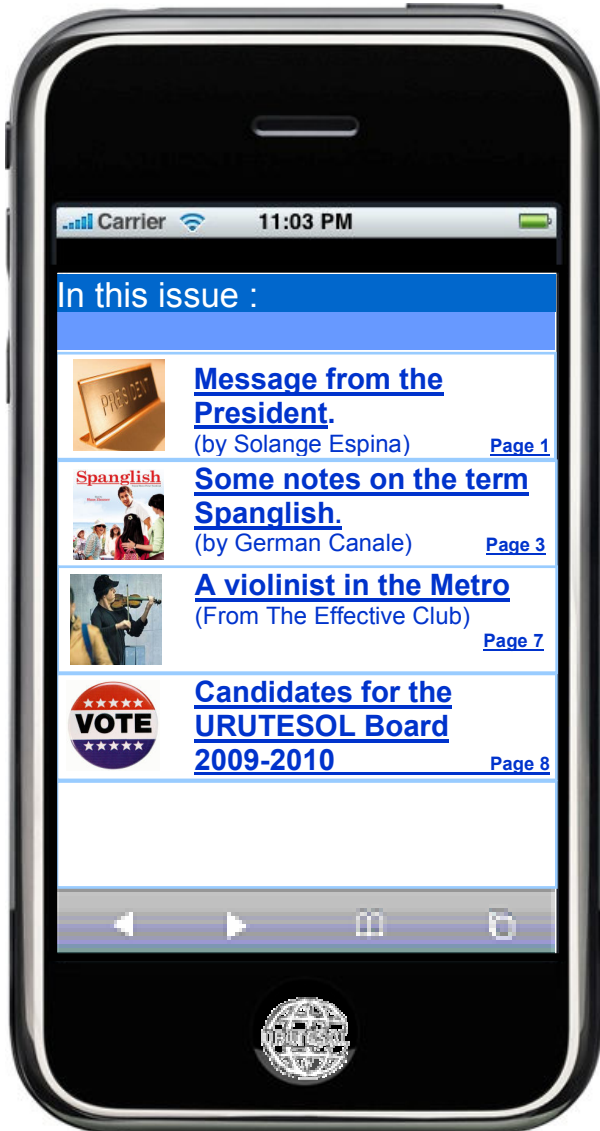 Carrier 11:03 PM
In this issue :
PRESIDENT
Message from the
President.
(by Solange Espina) Page 1
Spanglish
Some notes on the term
Spanglish.
(by German Canale) Page 3
A violinist in the Metro
(From The Effective Club)
Page 7
VOTE
Candidates for the
URUTESOL Board
2009-2010 Page 8
URUTESOL